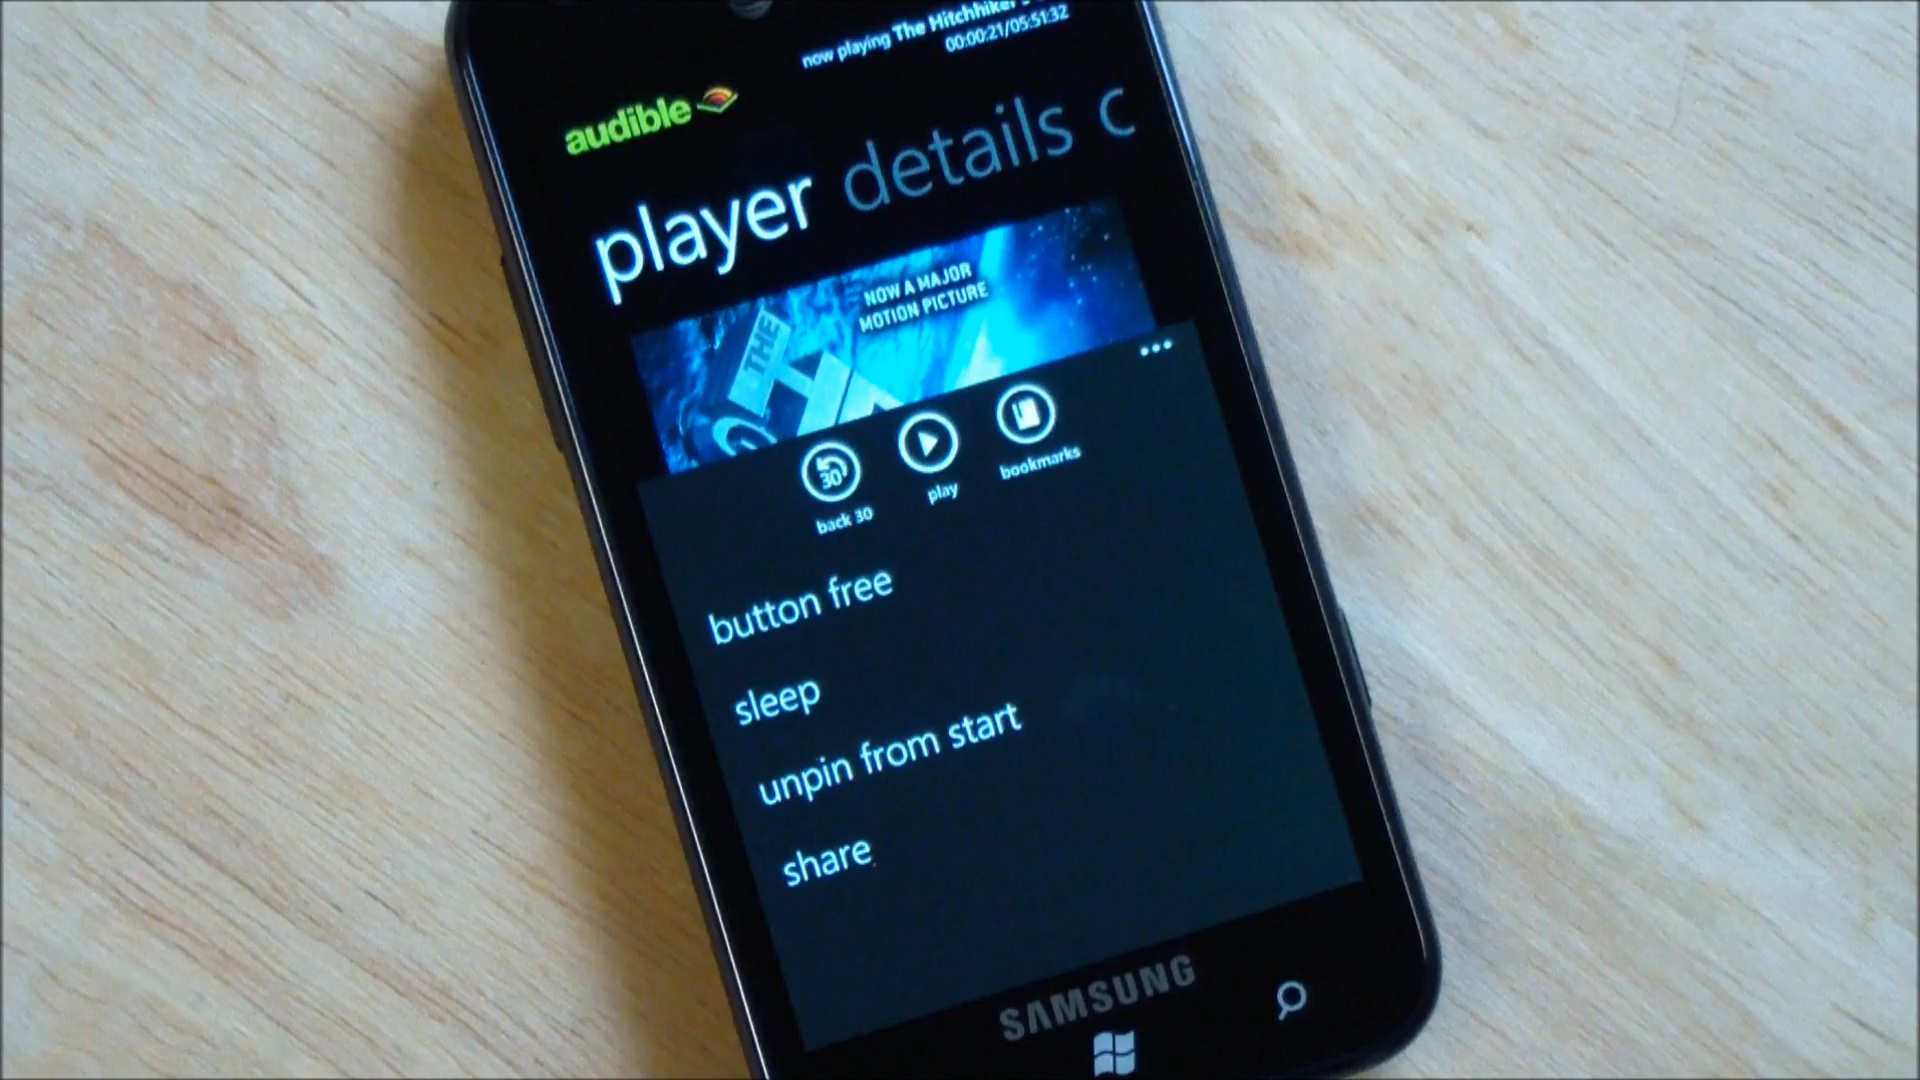 now playing The Hitchhiker's
00:00:21/05:51:32
audible
player details c
NOW A MAJOR
MOTION PICTURE
THE
30
back 30
play
bookmarks
button free
sleep
unpin from start
share
SAMSUNG